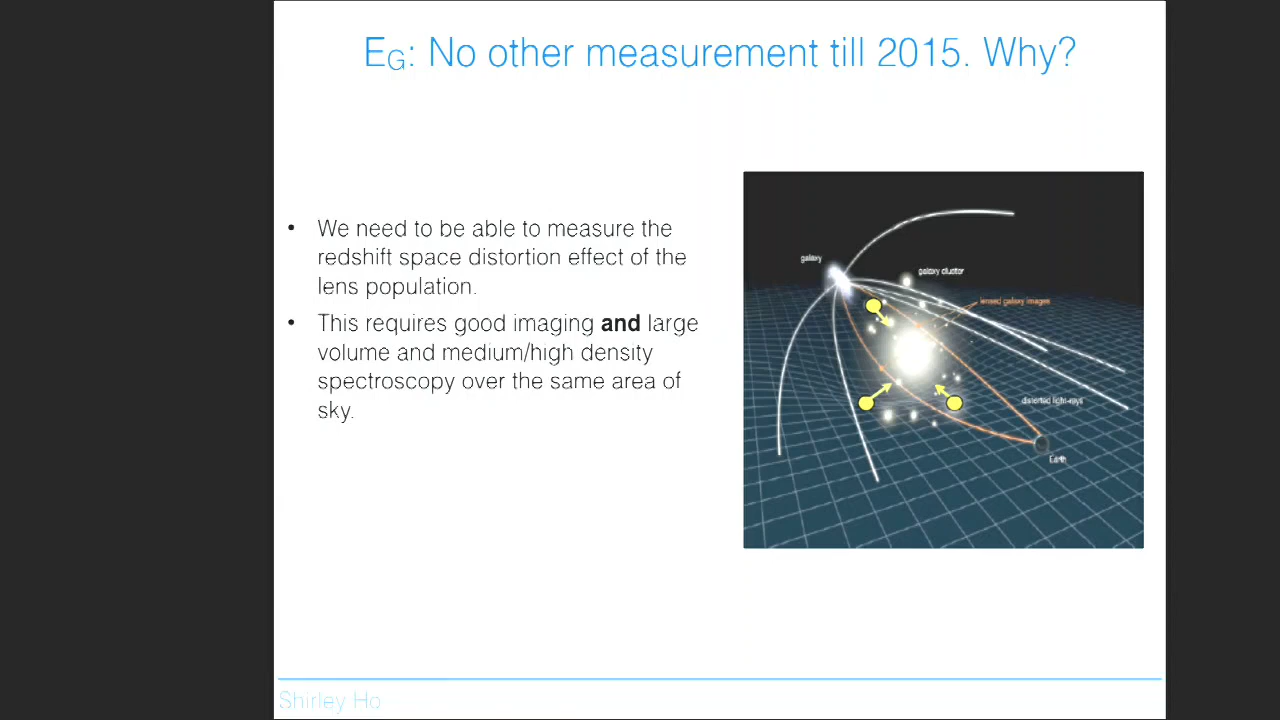 EG: No other measurement till 2015. Why?
• We need to be able to measure the
redshift space distortion effect of the
lens population.
• This requires good imaging and large
volume and medium/high density
spectroscopy over the same area of
sky.
galaxy
galaxy cluster
lensed galaxy images
distorted light-rays
Earth
Shirley Ho